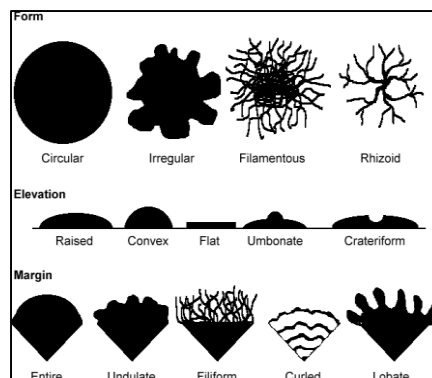 Form
Circular Irregular Filamentous Rhizoid
Elevation
Raised Convex Flat Umbonate Crateriform
Margin
Entire Undulate Filiform Curled Lobate